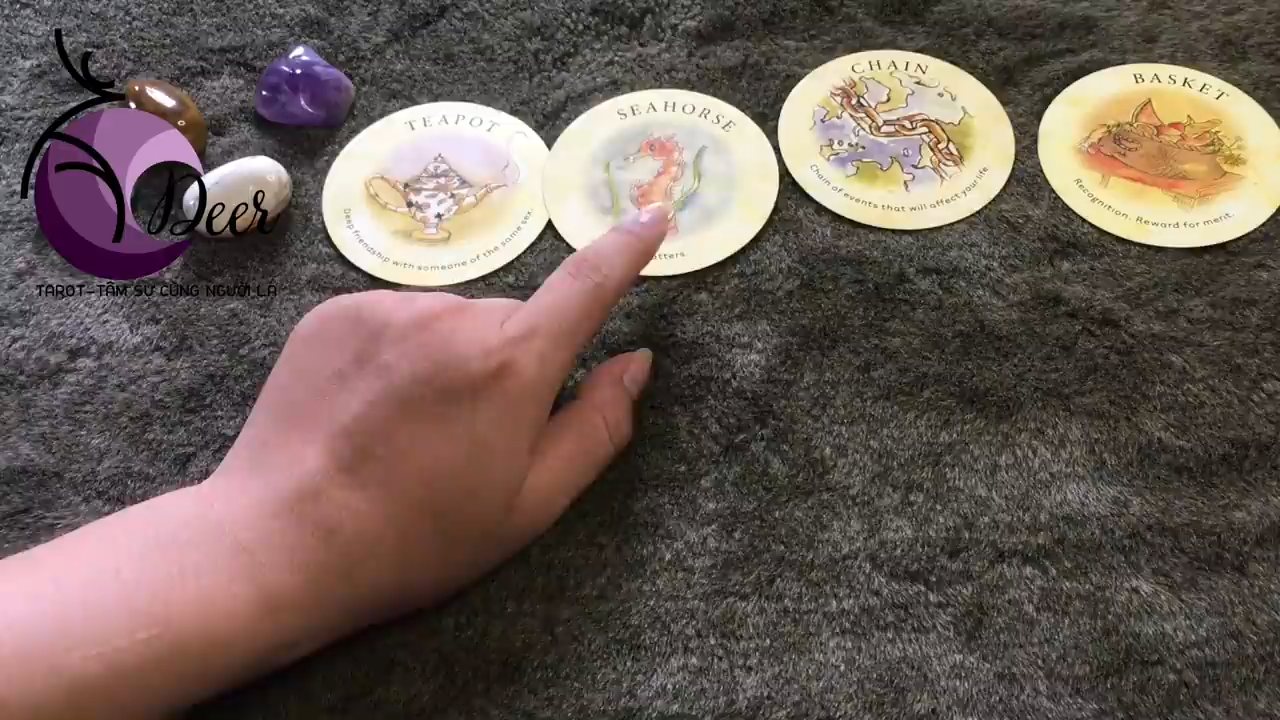 Deer
TAROT-TÂM SỰ CÙNG NGƯỜI LẠ
TEAPOT
Deep friendship with someone of the same sex.
SEAHORSE
CHAIN
Chain of events that will affect your life
BASKET
Recognition. Reward for merit.